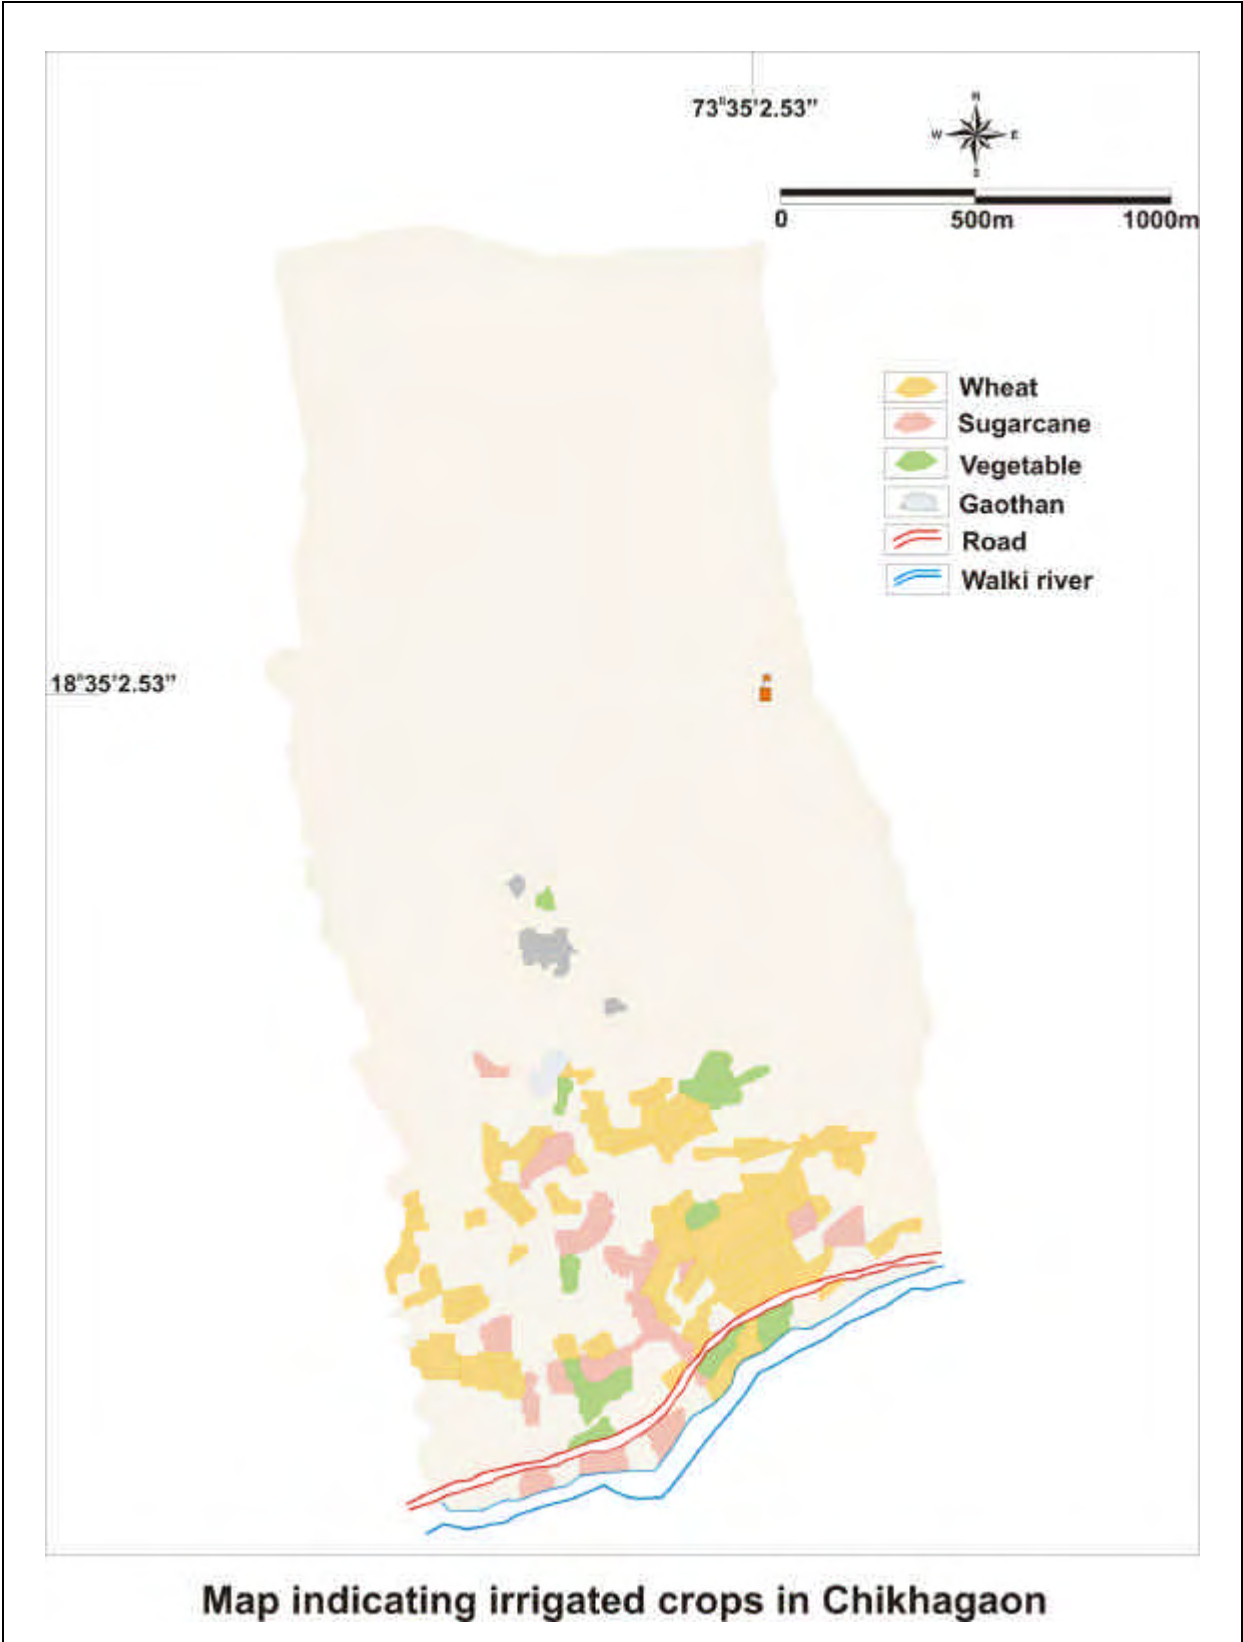 73°35'2.53"
N
W E
S
0 500m 1000m
Wheat
Sugarcane
Vegetable
Gaothan
Road
Walki river
18°35'2.53"
Map indicating irrigated crops in Chikhagaon